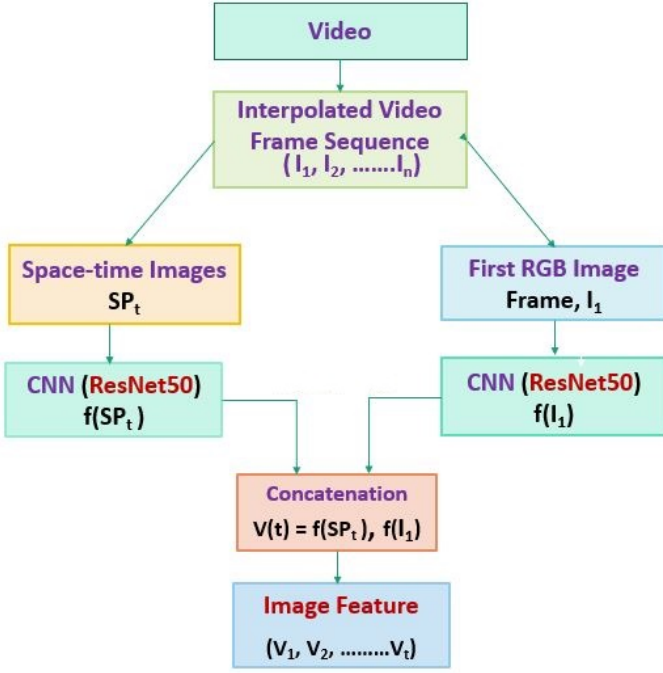 Video
Interpolated Video
Frame Sequence
(I₁, I₂, …….Iₙ)
Space-time Images
SPₜ
First RGB Image
Frame, I₁
CNN (ResNet50)
f(SPₜ)
CNN (ResNet50)
f(I₁)
Concatenation
V(t) = f(SPₜ), f(I₁)
Image Feature
(V₁, V₂, ………Vₜ)